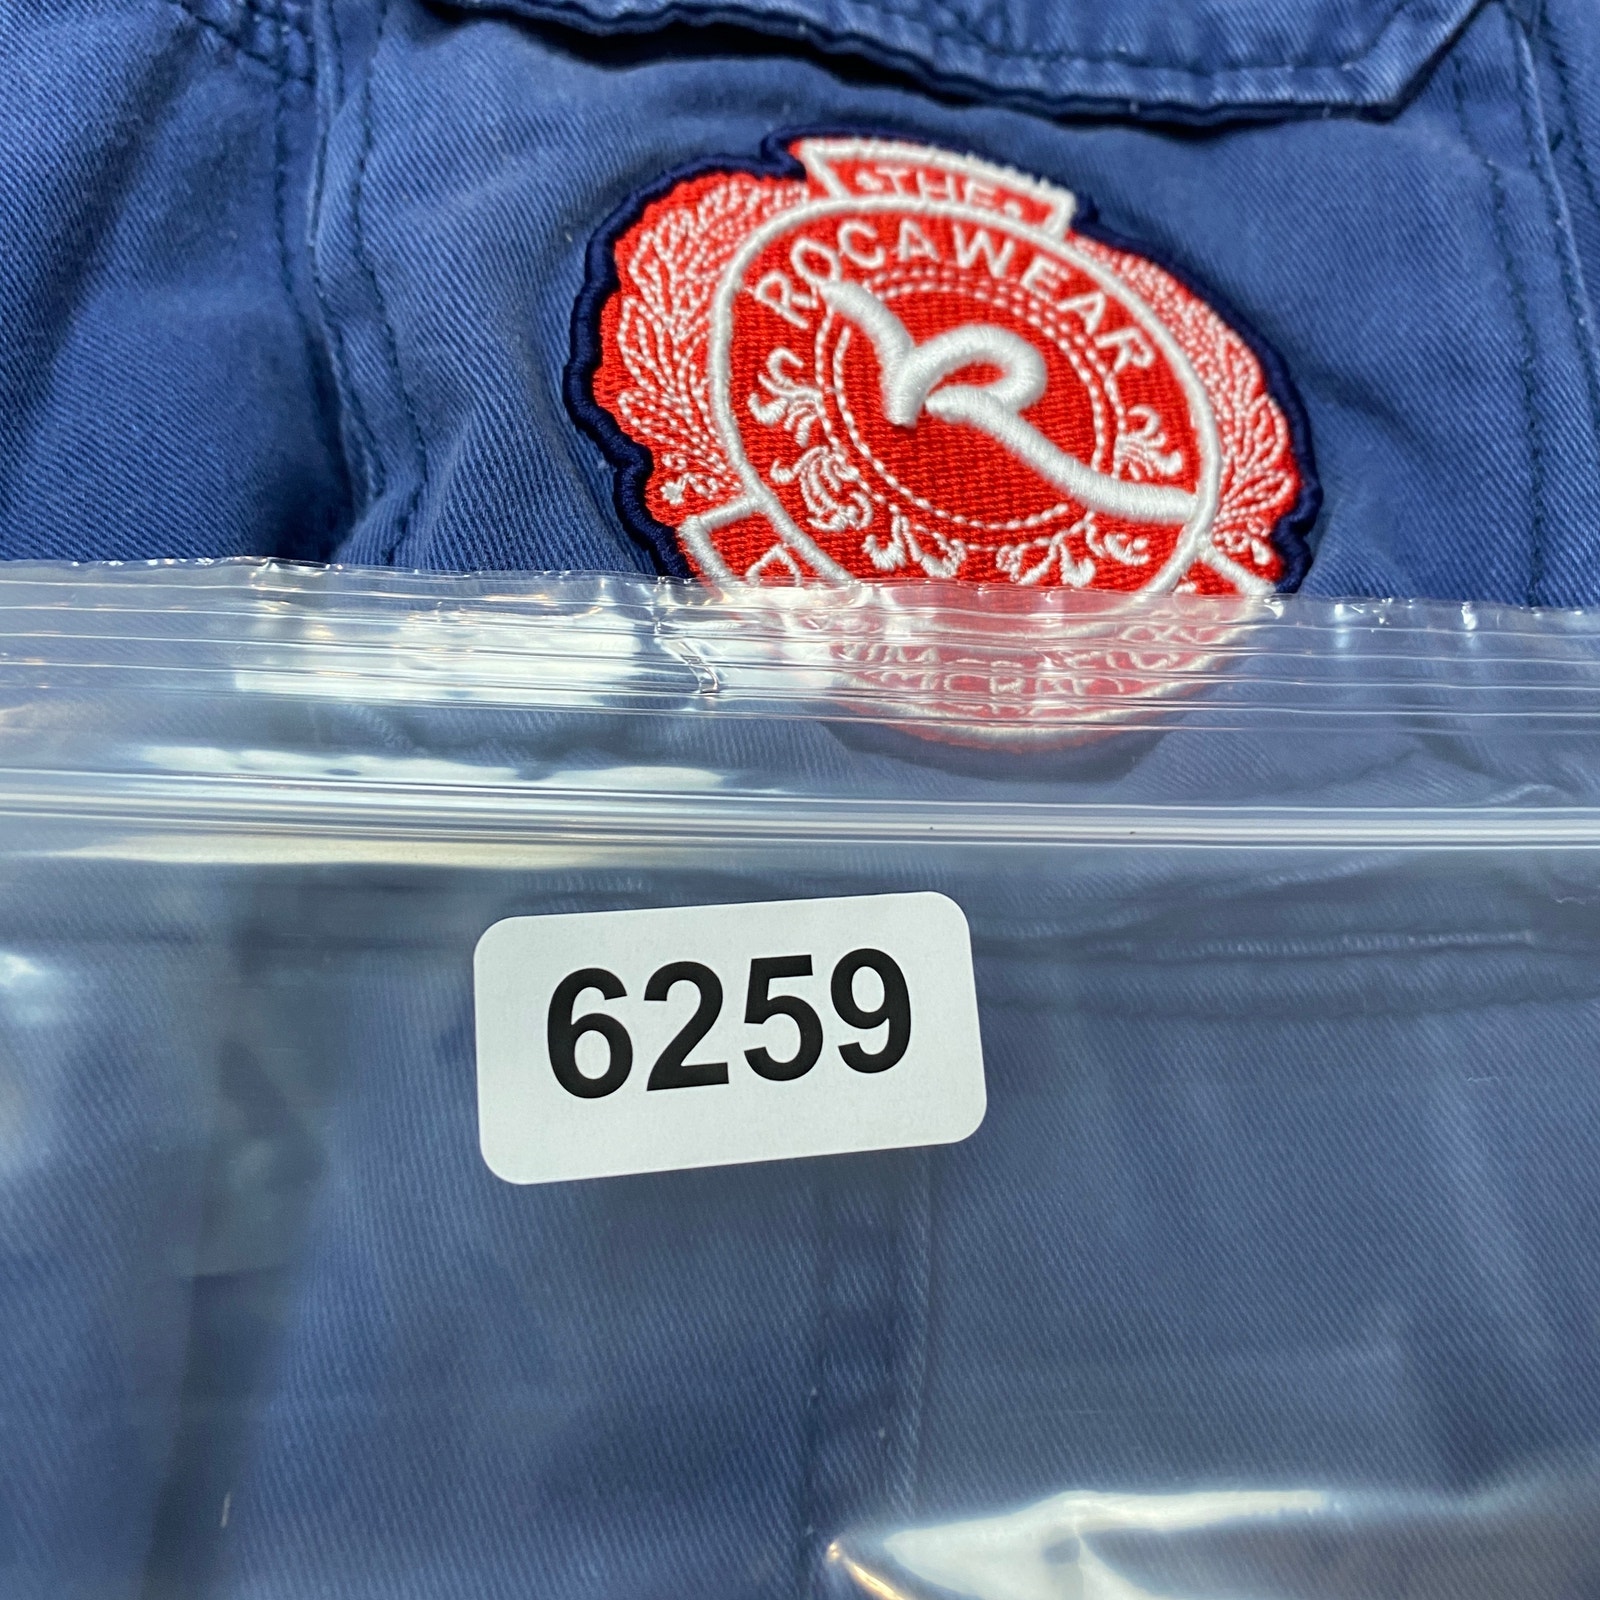 • THE •
ROCAWEAR
R
6259